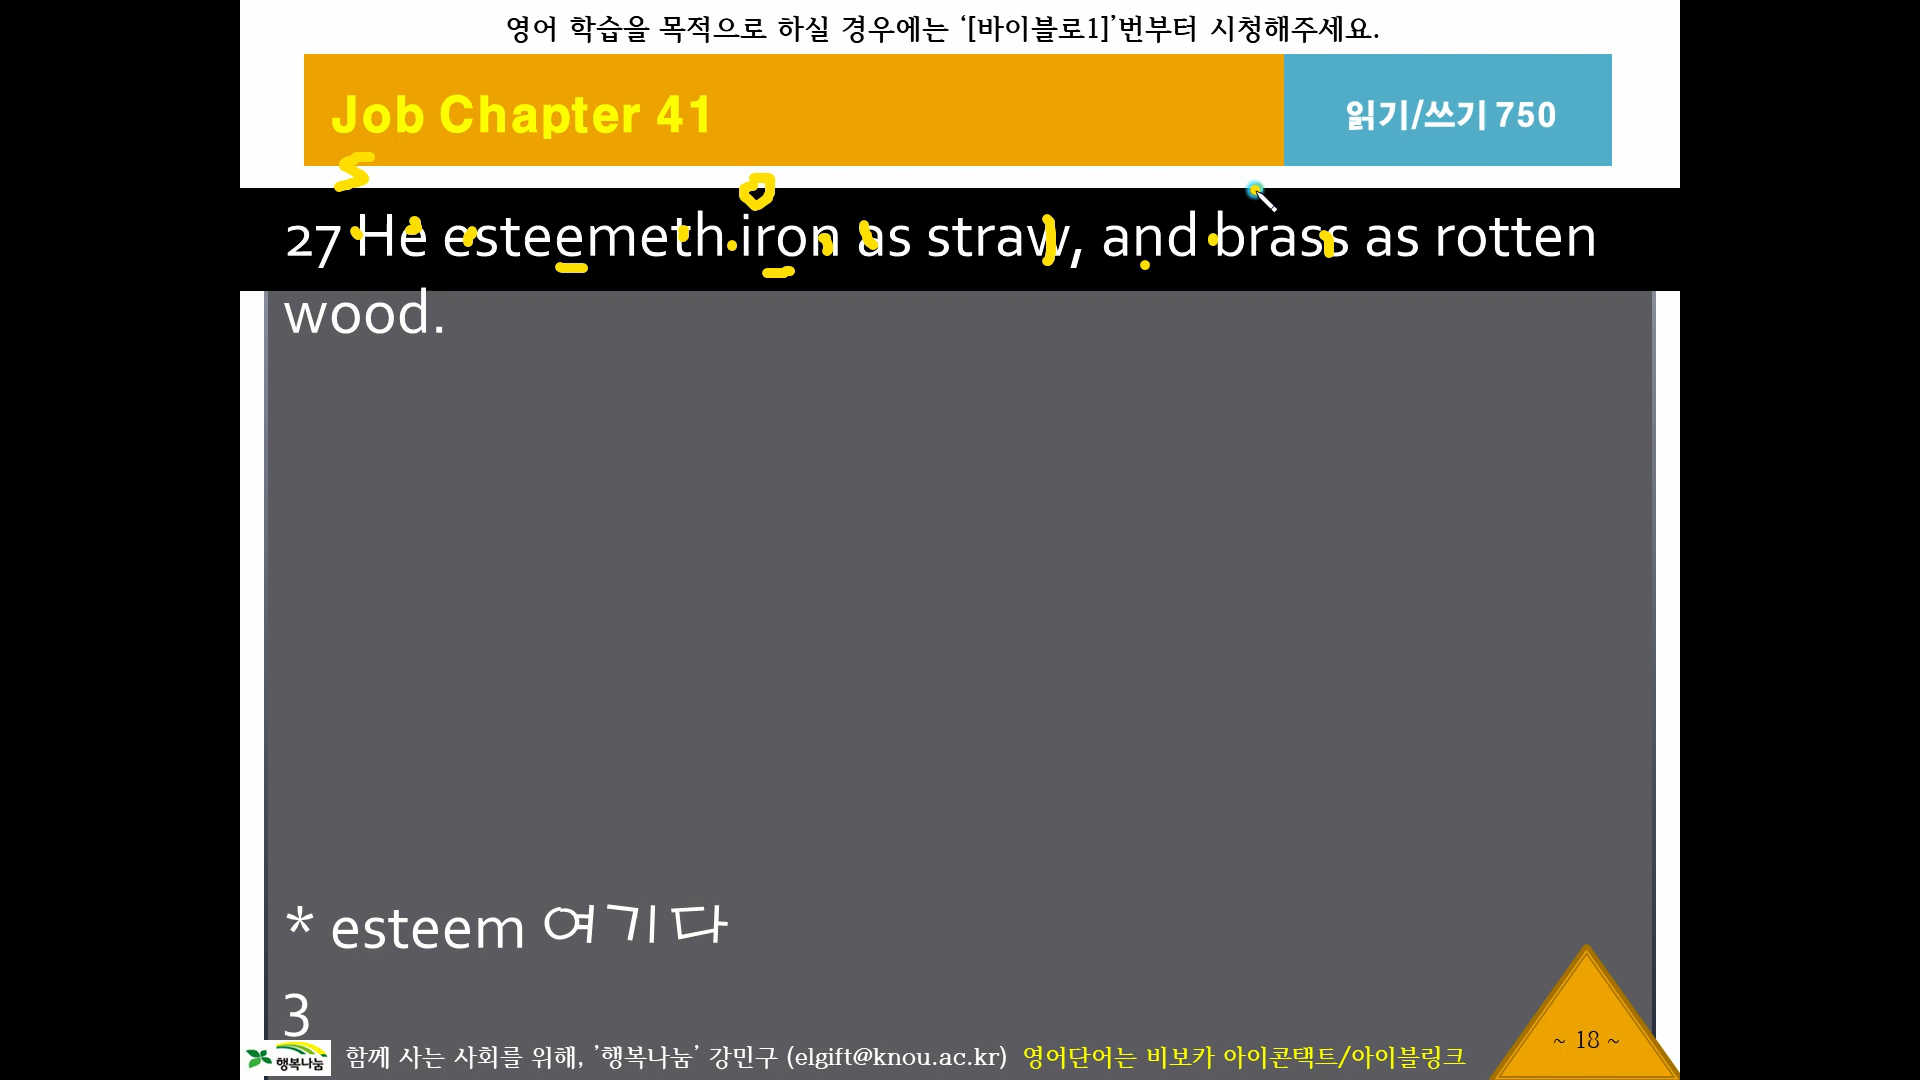 영어 학습을 목적으로 하실 경우에는 ‘[바이블로1]’번부터 시청해주세요.
Job Chapter 41
읽기/쓰기 750
27 He esteemeth iron as straw, and brass as rotten
wood.
* esteem 여기다
3
~ 18 ~
행복나눔 함께 사는 사회를 위해, ’행복나눔’ 강민구 (elgift@knou.ac.kr) 영어단어는 비보카 아이콘택트/아이블링크